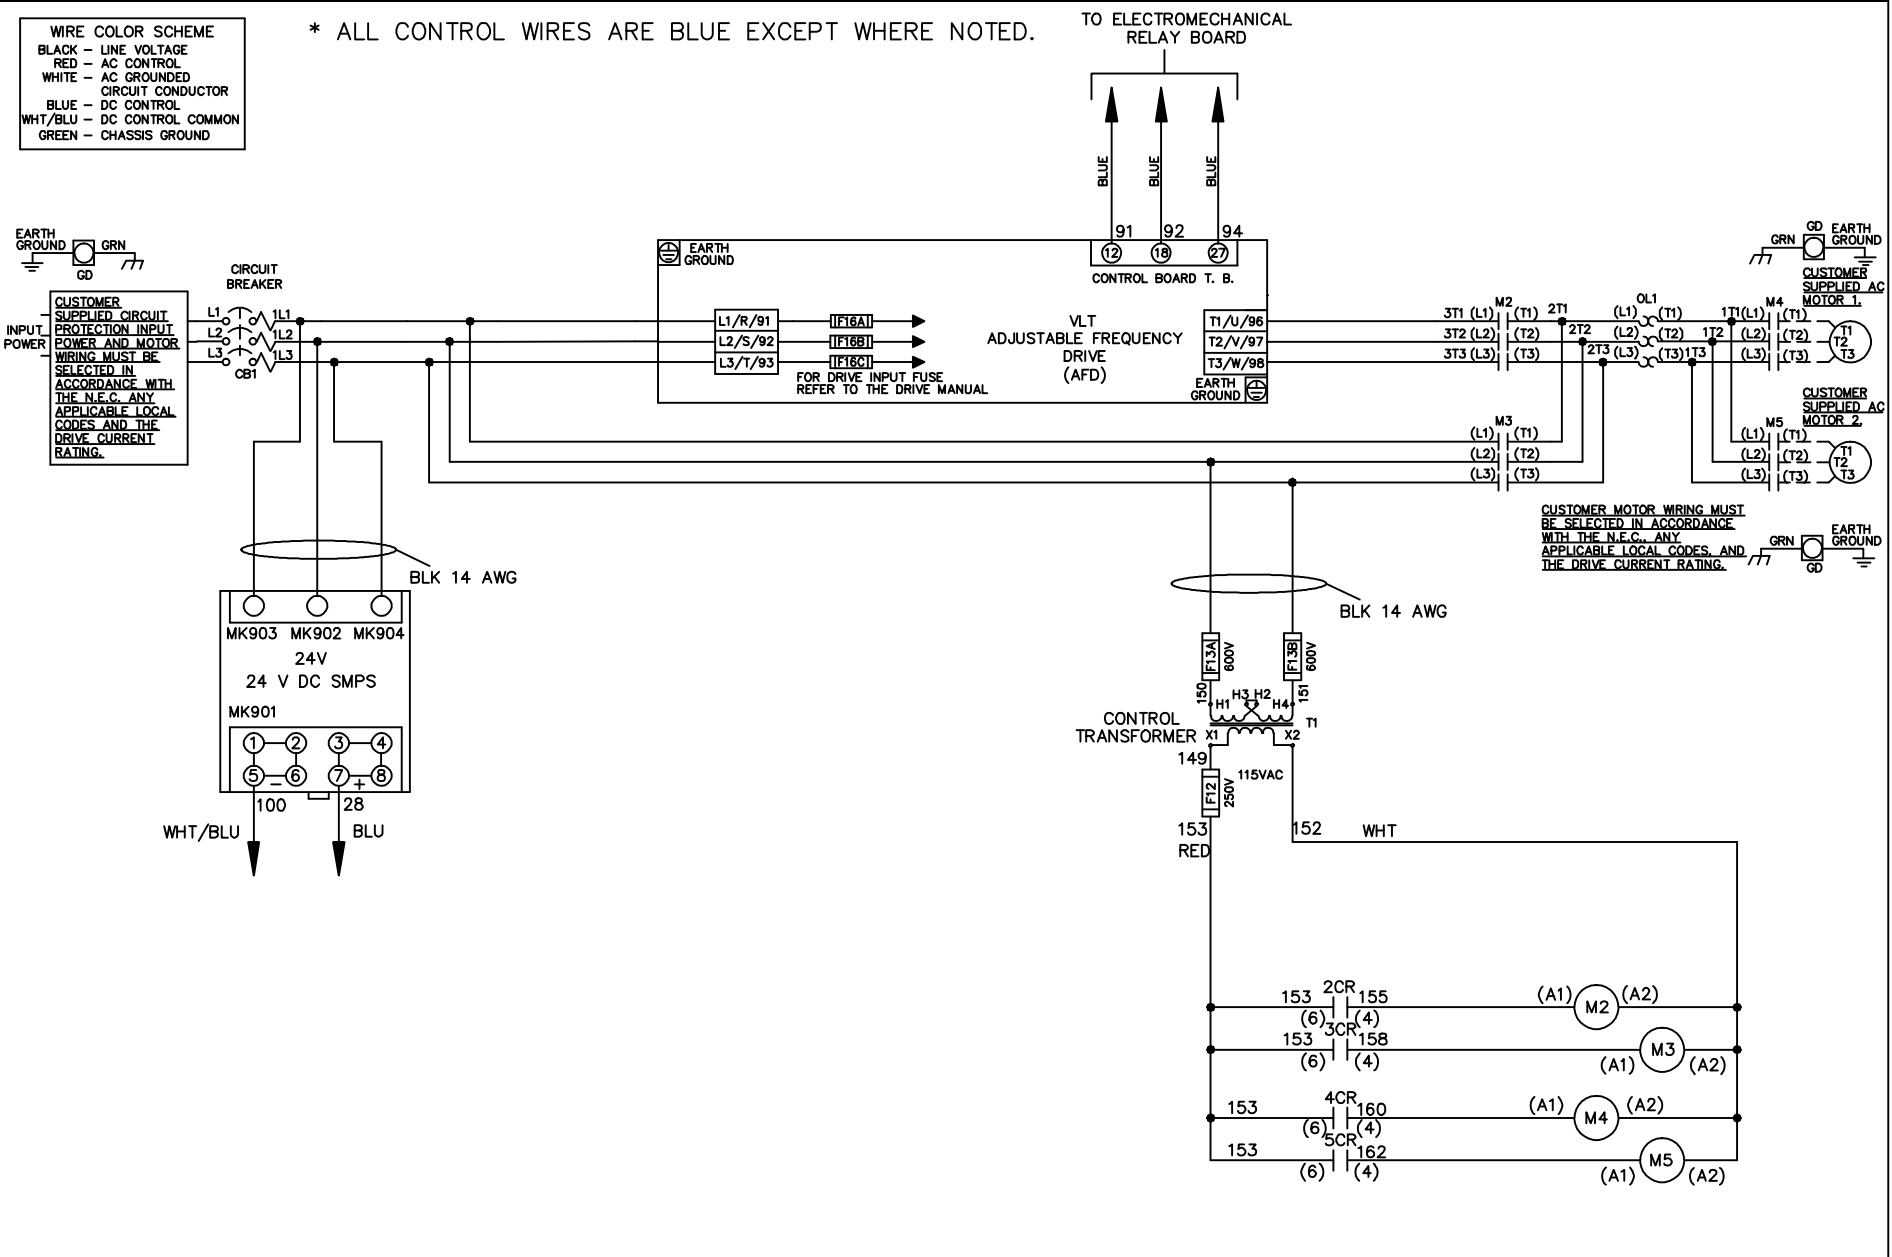 WIRE COLOR SCHEME
BLACK – LINE VOLTAGE
RED – AC CONTROL
WHITE – AC GROUNDED
CIRCUIT CONDUCTOR
BLUE – DC CONTROL
WHT/BLU – DC CONTROL COMMON
GREEN – CHASSIS GROUND
* ALL CONTROL WIRES ARE BLUE EXCEPT WHERE NOTED.
TO ELECTROMECHANICAL
RELAY BOARD
BLUE
BLUE
BLUE
91
92
94
12
18
27
CONTROL BOARD T. B.
EARTH
GROUND
GRN
GD
CIRCUIT
BREAKER
INPUT
POWER
CUSTOMER
SUPPLIED CIRCUIT
PROTECTION INPUT
POWER AND MOTOR
WIRING MUST BE
SELECTED IN
ACCORDANCE WITH
THE N.E.C. ANY
APPLICABLE LOCAL
CODES AND THE
DRIVE CURRENT
RATING.
L1
1L1
L2
1L2
L3
1L3
CB1
EARTH
GROUND
L1/R/91
L2/S/92
L3/T/93
F16A
F16B
F16C
FOR DRIVE INPUT FUSE
REFER TO THE DRIVE MANUAL
VLT
ADJUSTABLE FREQUENCY
DRIVE
(AFD)
T1/U/96
T2/V/97
T3/W/98
EARTH
GROUND
M2
3T1 (L1) (T1) 2T1
3T2 (L2) (T2) 2T2
3T3 (L3) (T3) 2T3
OL1
(L1) (T1) 1T1
(L2) (T2) 1T2
(L3) (T3) 1T3
M4
(L1) (T1)
(L2) (T2)
(L3) (T3)
T1
T2
T3
GRN
GD
EARTH
GROUND
CUSTOMER
SUPPLIED AC
MOTOR 1.
M3
(L1) (T1)
(L2) (T2)
(L3) (T3)
M5
(L1) (T1)
(L2) (T2)
(L3) (T3)
T1
T2
T3
CUSTOMER
SUPPLIED AC
MOTOR 2.
CUSTOMER MOTOR WIRING MUST
BE SELECTED IN ACCORDANCE
WITH THE N.E.C., ANY
APPLICABLE LOCAL CODES, AND
THE DRIVE CURRENT RATING.
GRN
GD
EARTH
GROUND
BLK 14 AWG
MK903 MK902 MK904
24V
24 V DC SMPS
MK901
1 2 3 4
5 – 6 7 + 8
100
28
WHT/BLU
BLU
BLK 14 AWG
F13A
600V
F13B
600V
150
151
H1 H3 H2 H4
CONTROL
TRANSFORMER
T1
X1
X2
149
115VAC
F12
250V
153
RED
152
WHT
2CR
153 155
(6) (4)
(A1) M2 (A2)
3CR
153 158
(6) (4)
(A1) M3 (A2)
4CR
153 160
(6) (4)
(A1) M4 (A2)
5CR
153 162
(6) (4)
(A1) M5 (A2)